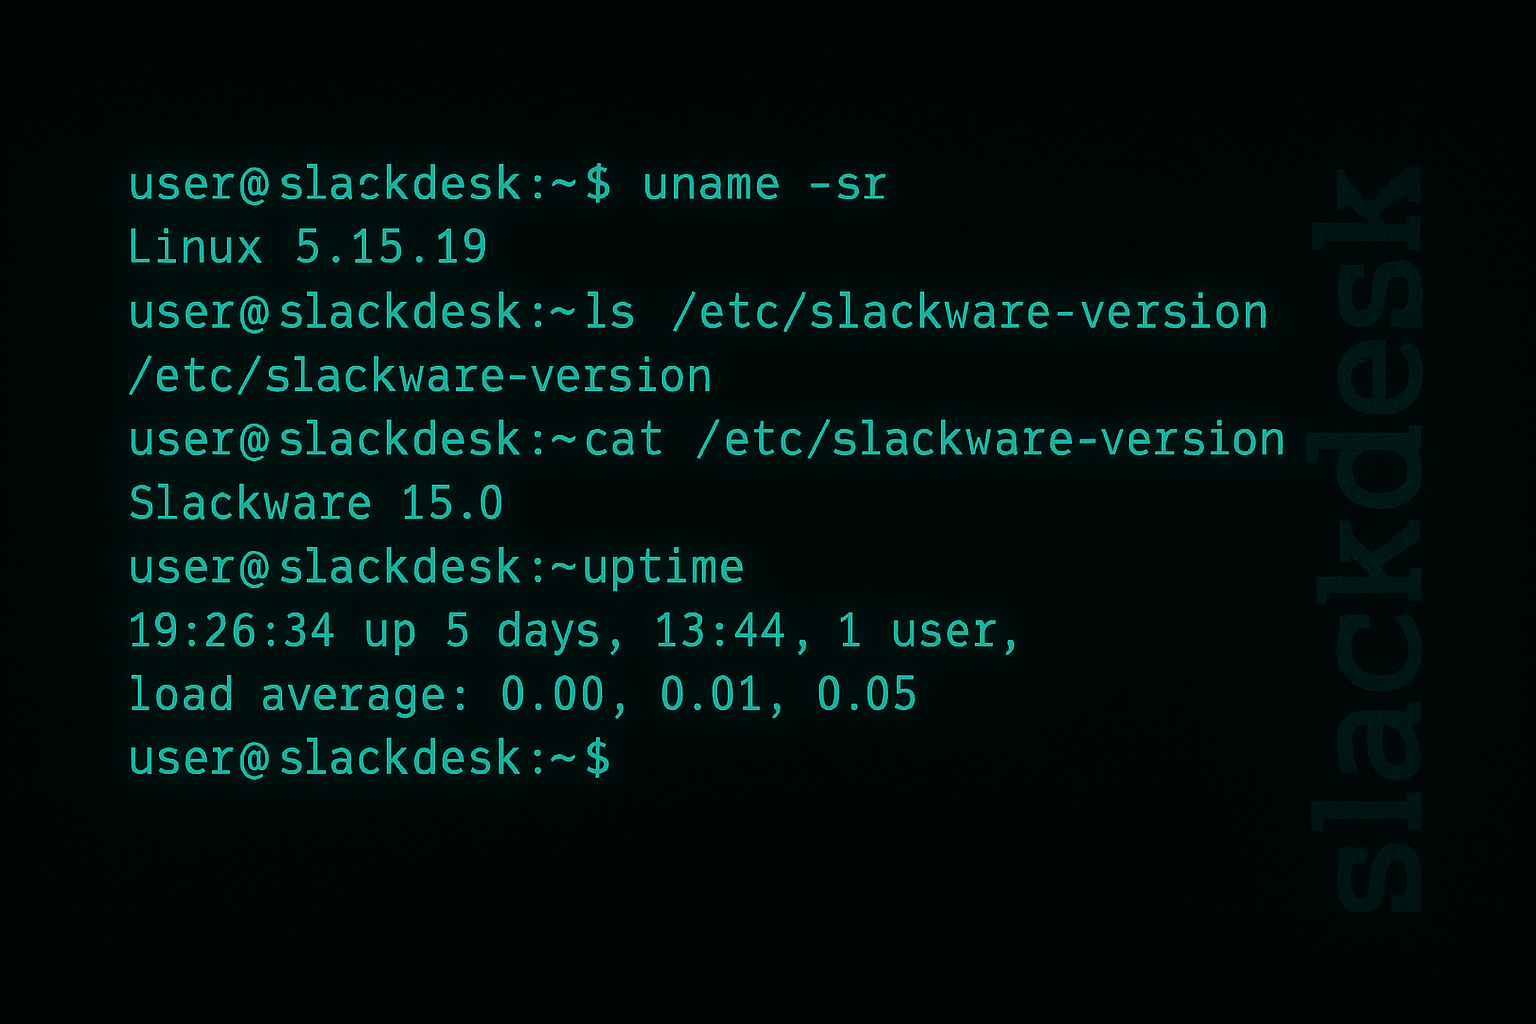 user@slackdesk:~$ uname -sr
Linux 5.15.19
user@slackdesk:~ls /etc/slackware-version
/etc/slackware-version
user@slackdesk:~cat /etc/slackware-version
Slackware 15.0
user@slackdesk:~uptime
19:26:34 up 5 days, 13:44, 1 user,
load average: 0.00, 0.01, 0.05
user@slackdesk:~$
slackdesk